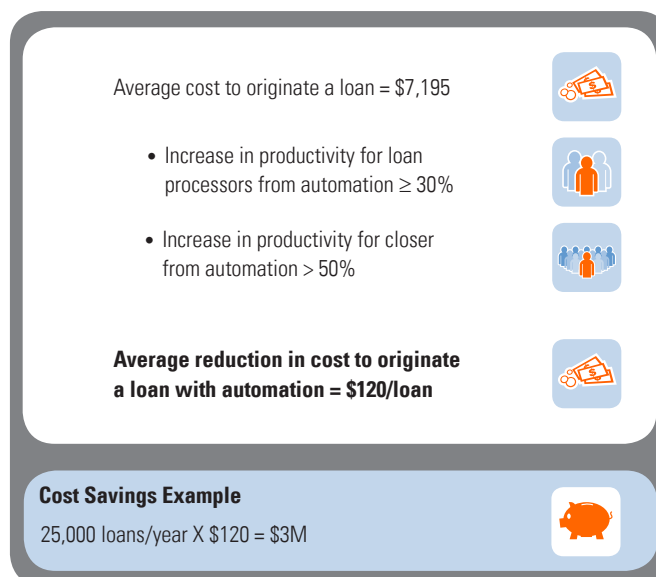 Average cost to originate a loan = $7,195
• Increase in productivity for loan
processors from automation ≥ 30%
• Increase in productivity for closer
from automation > 50%
Average reduction in cost to originate
a loan with automation = $120/loan
Cost Savings Example
25,000 loans/year X $120 = $3M